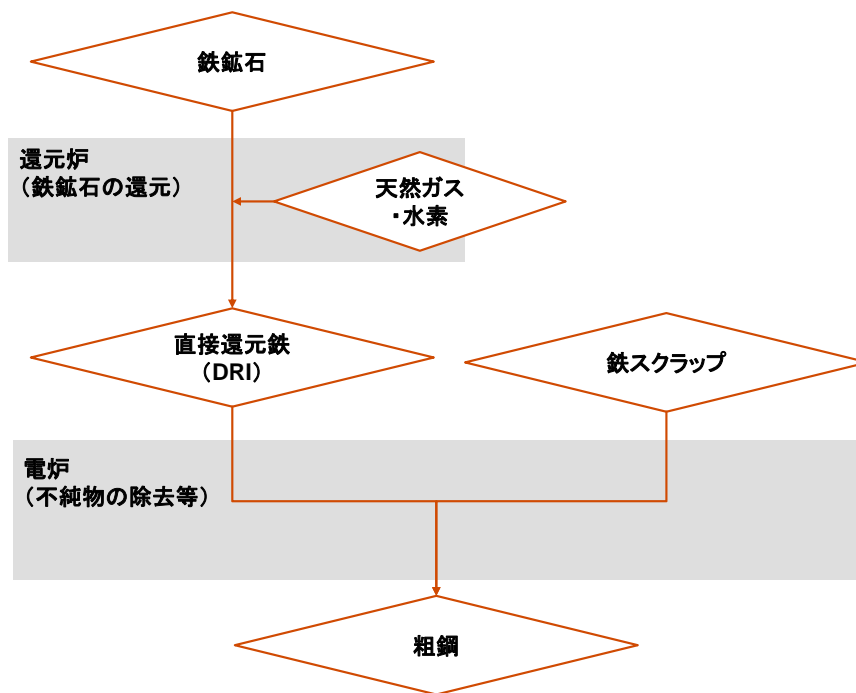 鉄鉱石
還元炉
（鉄鉱石の還元）
天然ガス
・水素
直接還元鉄
（DRI）
鉄スクラップ
電炉
（不純物の除去等）
粗鋼